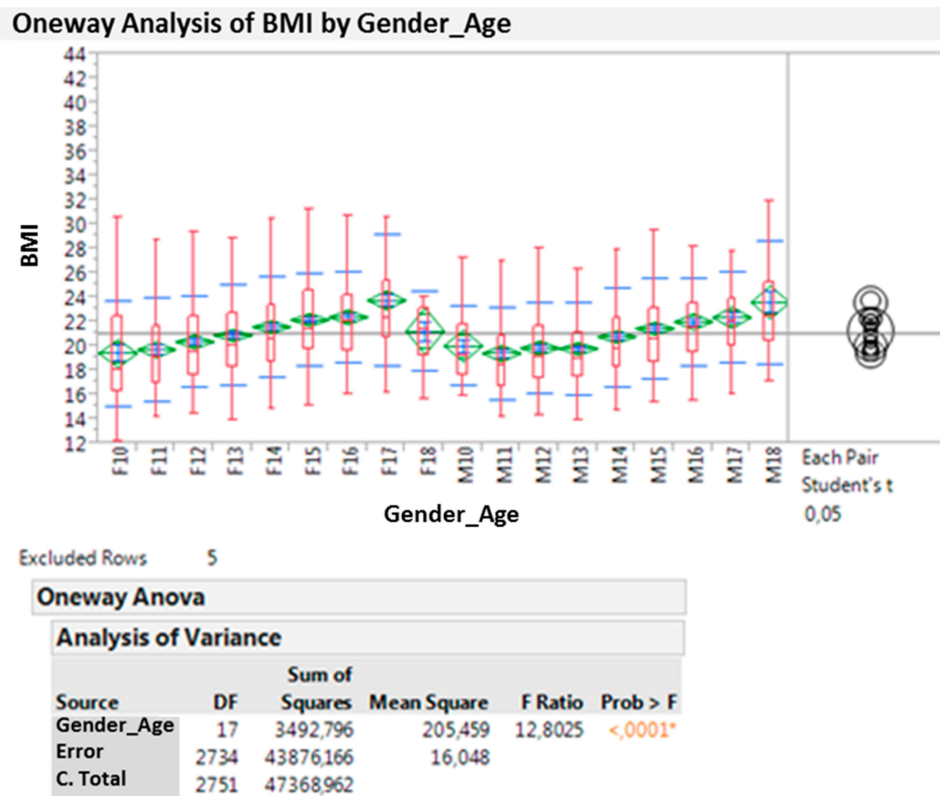 Oneway Analysis of BMI by Gender_Age
44
42
40
38
36
34
32
30
28
26
24
22
20
18
16
14
12
BMI
F10 F11 F12 F13 F14 F15 F16 F17 F18 M10 M11 M12 M13 M14 M15 M16 M17 M18
Gender_Age
Each Pair
Student's t
0,05
Excluded Rows 5
Oneway Anova
Analysis of Variance
Sum of
Source DF Squares Mean Square F Ratio Prob > F
Gender_Age 17 3492,796 205,459 12,8025 <,0001*
Error 2734 43876,166 16,048
C. Total 2751 47368,962